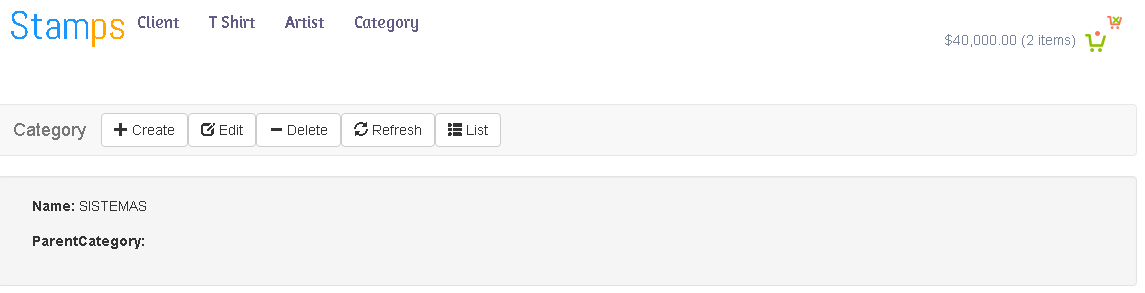 Stamps Client T Shirt Artist Category
$40,000.00 (2 items)
Category Create Edit Delete Refresh List
Name: SISTEMAS
ParentCategory: